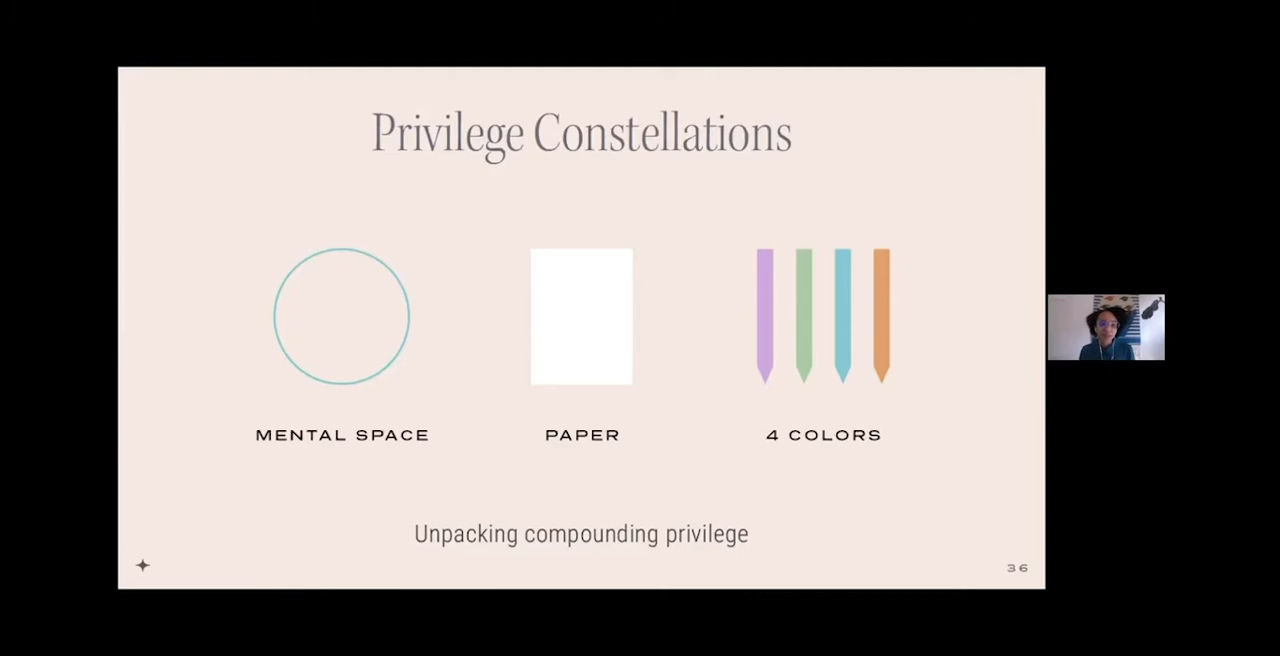 Privilege Constellations
MENTAL SPACE
PAPER
4 COLORS
Unpacking compounding privilege
36